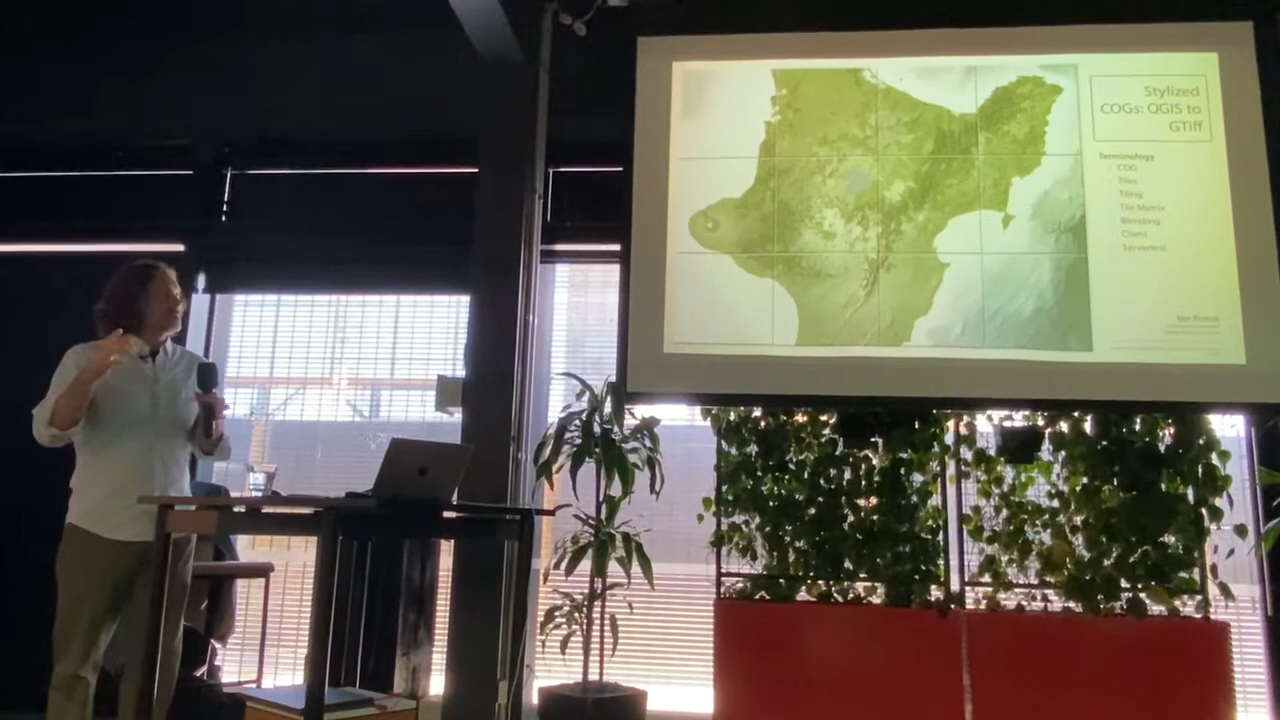 Stylized
COGs: QGIS to
GTiff
Terminology
COG
Tiles
Tiling
Tile Matrix
Blending
Client
Serverless